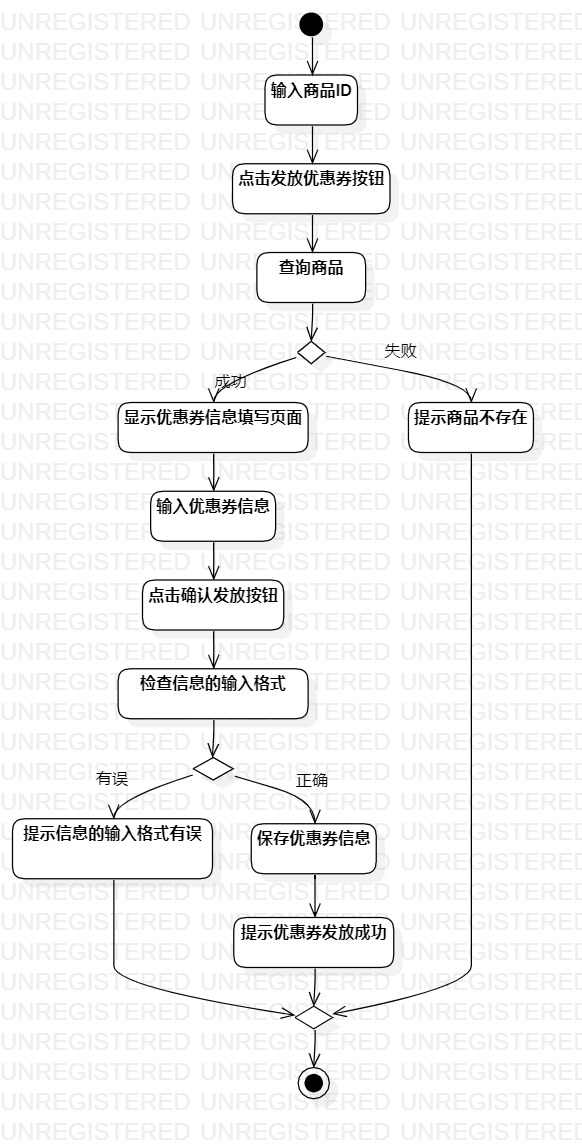 输入商品ID
点击发放优惠券按钮
查询商品
失败
成功
显示优惠券信息填写页面
提示商品不存在
输入优惠券信息
点击确认发放按钮
检查信息的输入格式
有误
正确
提示信息的输入格式有误
保存优惠券信息
提示优惠券发放成功
UNREGISTERED